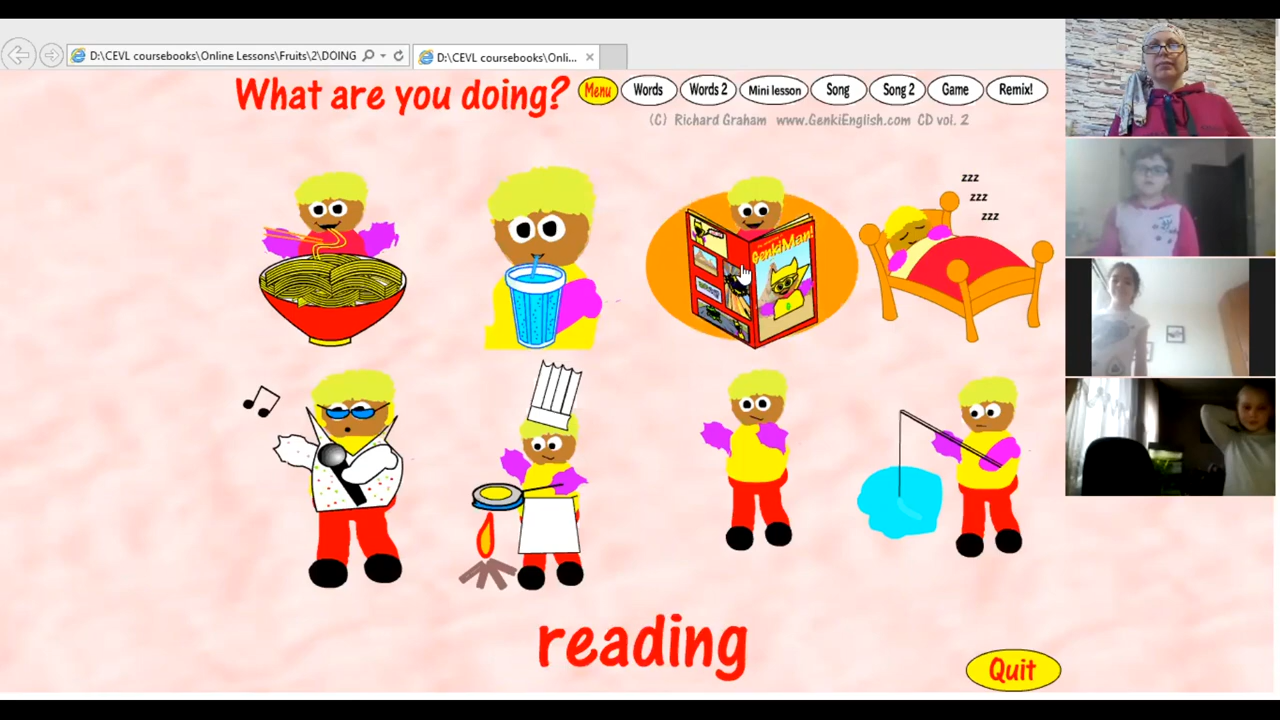 D:\CEVL coursebooks\Online Lessons\Fruits\2\DOING
D:\CEVL coursebooks\Onli...
What are you doing?
Menu
Words
Words 2
Mini lesson
Song
Song 2
Game
Remix!
(C) Richard Graham www.GenkiEnglish.com CD vol. 2
zzz
zzz
zzz
GenkiMan!
reading
Quit